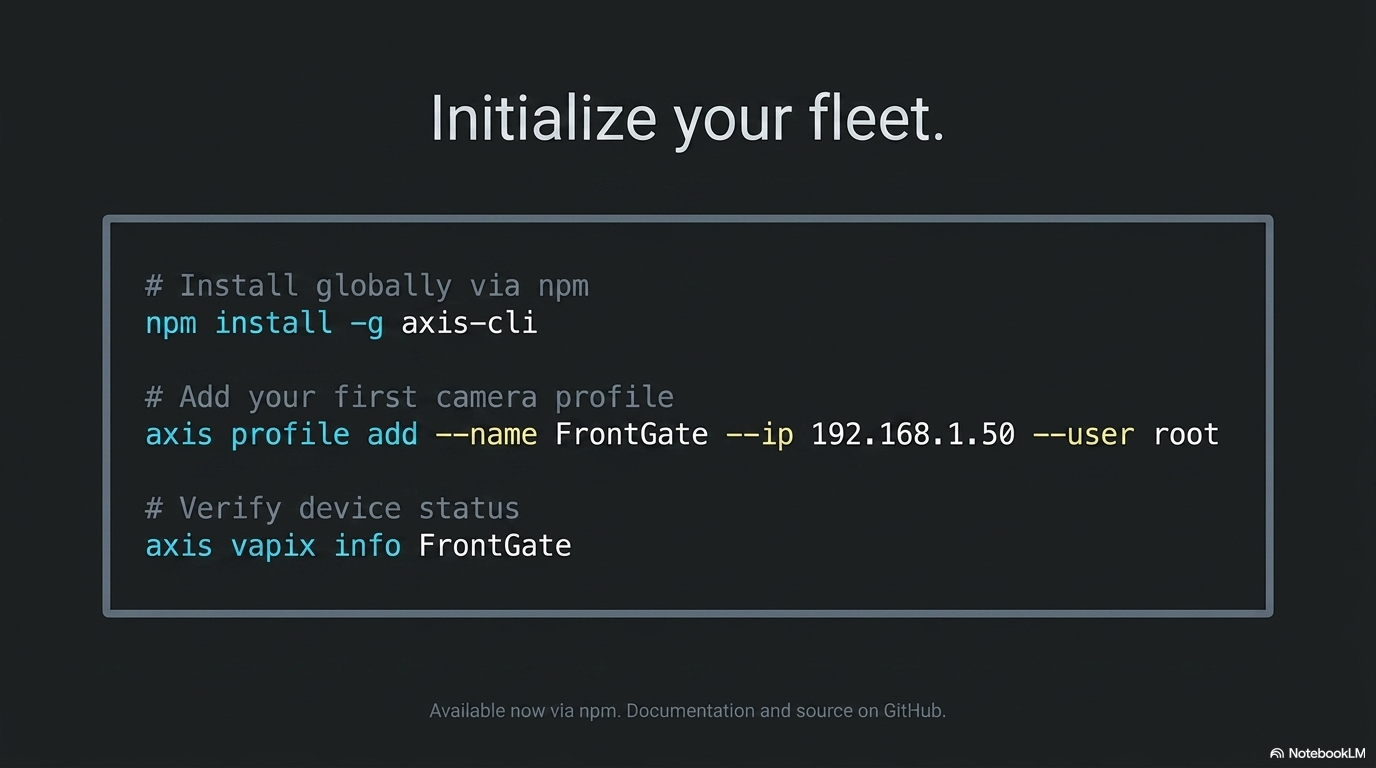 Initialize your fleet.
# Install globally via npm
npm install -g axis-cli
# Add your first camera profile
axis profile add --name FrontGate --ip 192.168.1.50 --user root
# Verify device status
axis vapix info FrontGate
Available now via npm. Documentation and source on GitHub.
NotebookLM